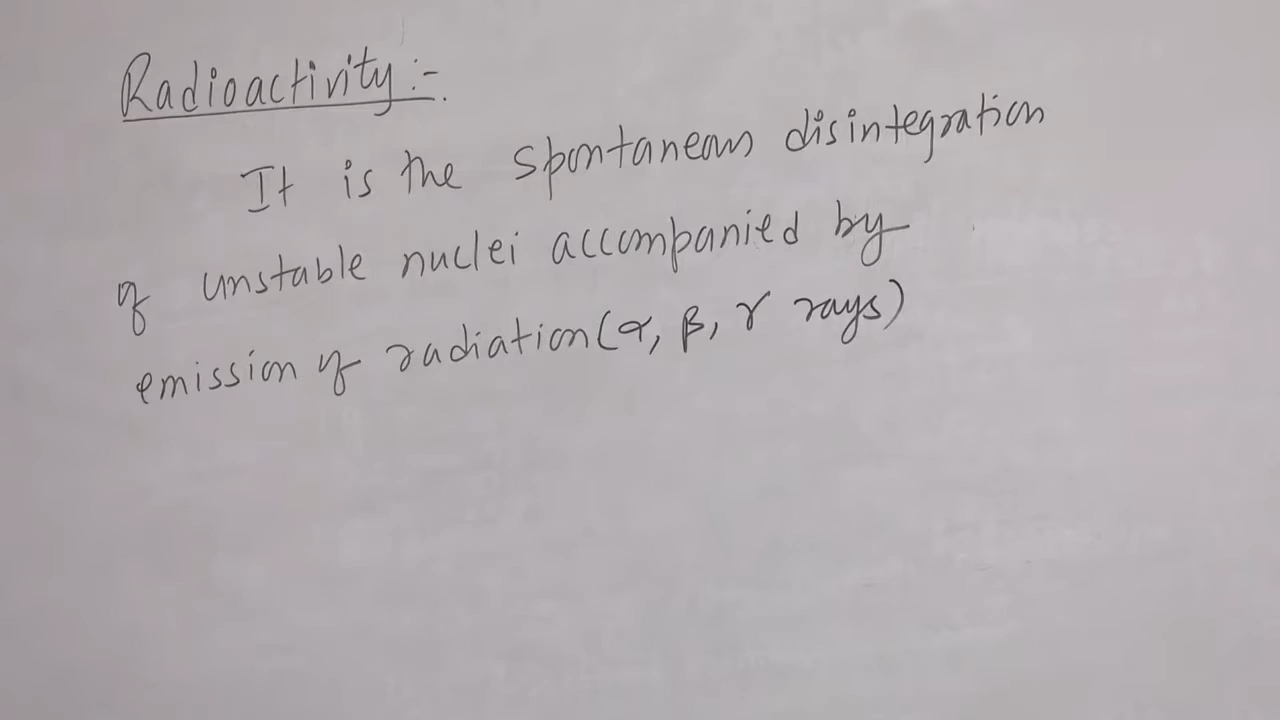 Radioactivity :-
It is the spontaneous disintegration
of unstable nuclei accompanied by
emission of radiation (α, β, γ rays)